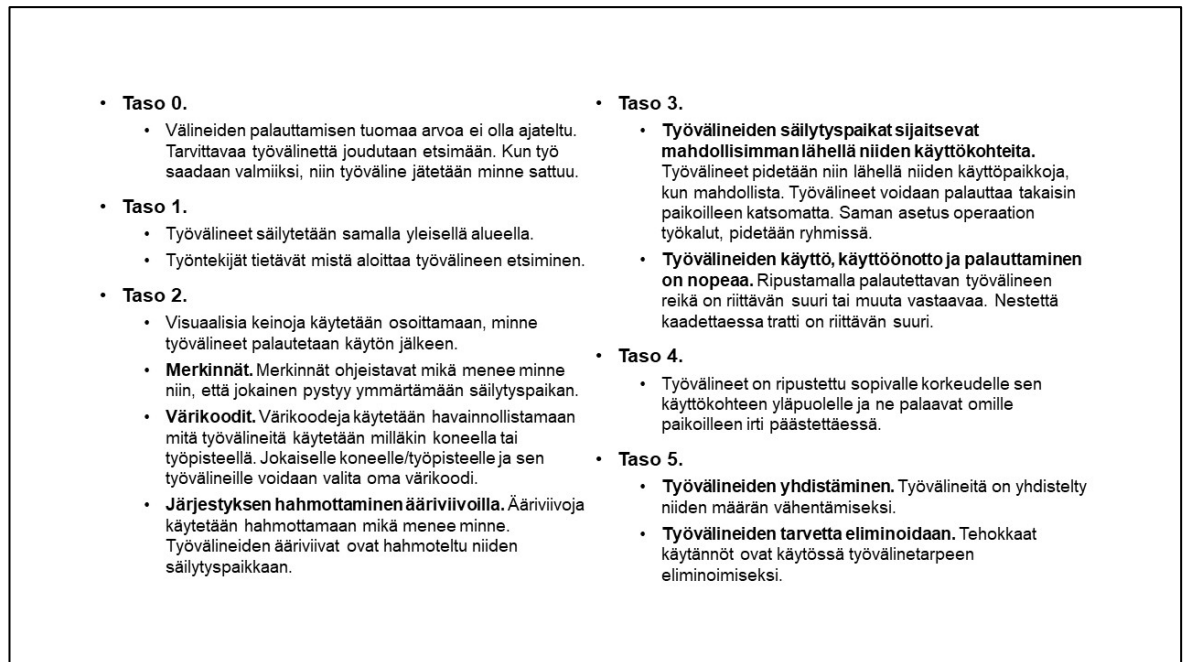 • Taso 0.
• Välineiden palauttamisen tuomaa arvoa ei olla ajateltu.
Tarvittavaa työvälinettä joudutaan etsimään. Kun työ
saadaan valmiiksi, niin työväline jätetään minne sattuu.
• Taso 1.
• Työvälineet säilytetään samalla yleisellä alueella.
• Työntekijät tietävät mistä aloittaa työvälineen etsiminen.
• Taso 2.
• Visuaalisia keinoja käytetään osoittamaan, minne
työvälineet palautetaan käytön jälkeen.
• Merkinnät. Merkinnät ohjeistavat mikä menee minne
niin, että jokainen pystyy ymmärtämään säilytyspaikan.
• Värikoodit. Värikoodeja käytetään havainnollistamaan
mitä työvälineitä käytetään milläkin koneella tai
työpisteellä. Jokaiselle koneelle/työpisteelle ja sen
työvälineille voidaan valita oma värikoodi.
• Järjestyksen hahmottaminen ääriviivoilla. Ääriviivoja
käytetään hahmottamaan mikä menee minne.
Työvälineiden ääriviivat ovat hahmoteltu niiden
säilytyspaikkaan.
• Taso 3.
• Työvälineiden säilytyspaikat sijaitsevat
mahdollisimman lähellä niiden käyttökohteita.
Työvälineet pidetään niin lähellä niiden käyttöpaikkoja,
kun mahdollista. Työvälineet voidaan palauttaa takaisin
paikoilleen katsomatta. Saman asetus operaation
työkalut, pidetään ryhmissä.
• Työvälineiden käyttö, käyttöönotto ja palauttaminen
on nopeaa. Ripustamalla palautettavan työvälineen
reikä on riittävän suuri tai muuta vastaavaa. Nestettä
kaadettaessa tratti on riittävän suuri.
• Taso 4.
• Työvälineet on ripustettu sopivalle korkeudelle sen
käyttökohteen yläpuolelle ja ne palaavat omille
paikoilleen irti päästettäessä.
• Taso 5.
• Työvälineiden yhdistäminen. Työvälineitä on yhdistelty
niiden määrän vähentämiseksi.
• Työvälineiden tarvetta eliminoidaan. Tehokkaat
käytännöt ovat käytössä työvälinetarpeen
eliminoimiseksi.